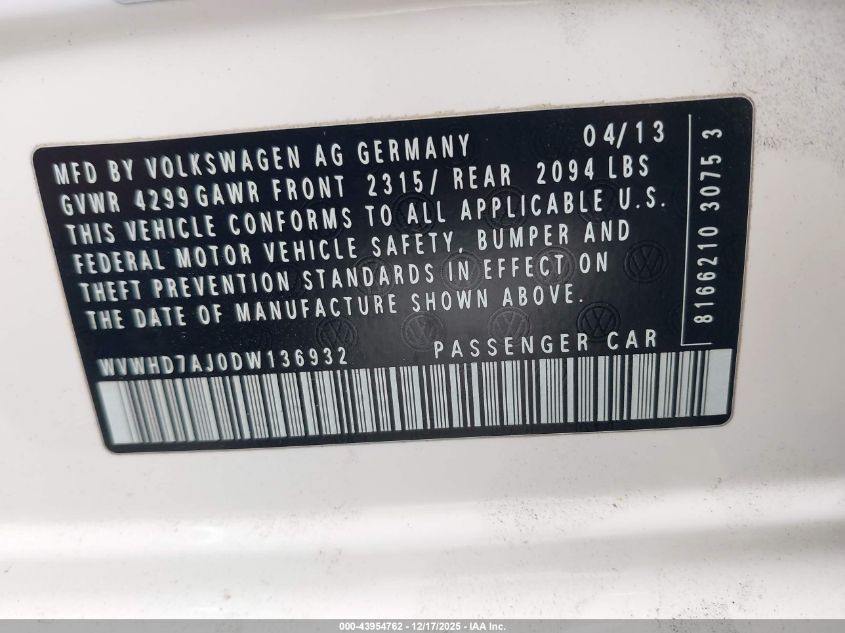 MFD BY VOLKSWAGEN AG GERMANY 04/13
GVWR 4299 GAWR FRONT 2315/ REAR 2094 LBS
THIS VEHICLE CONFORMS TO ALL APPLICABLE U.S.
FEDERAL MOTOR VEHICLE SAFETY, BUMPER AND
THEFT PREVENTION STANDARDS IN EFFECT ON
THE DATE OF MANUFACTURE SHOWN ABOVE.
WVWHD7AJ0DW136932 PASSENGER CAR
8166210 3075 3
000-43954762 - 12/17/2025 - IAA Inc.